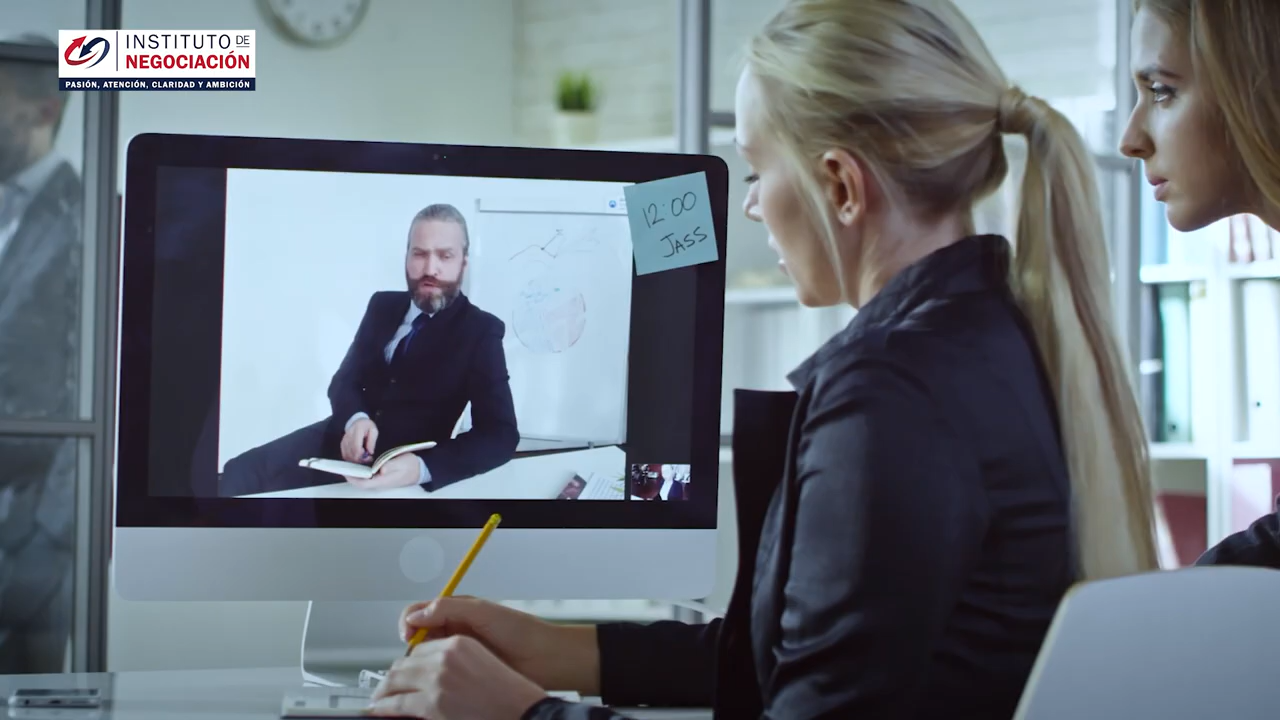 INSTITUTO DE
NEGOCIACIÓN
PASIÓN, ATENCIÓN, CLARIDAD Y AMBICIÓN
12:00
JASS